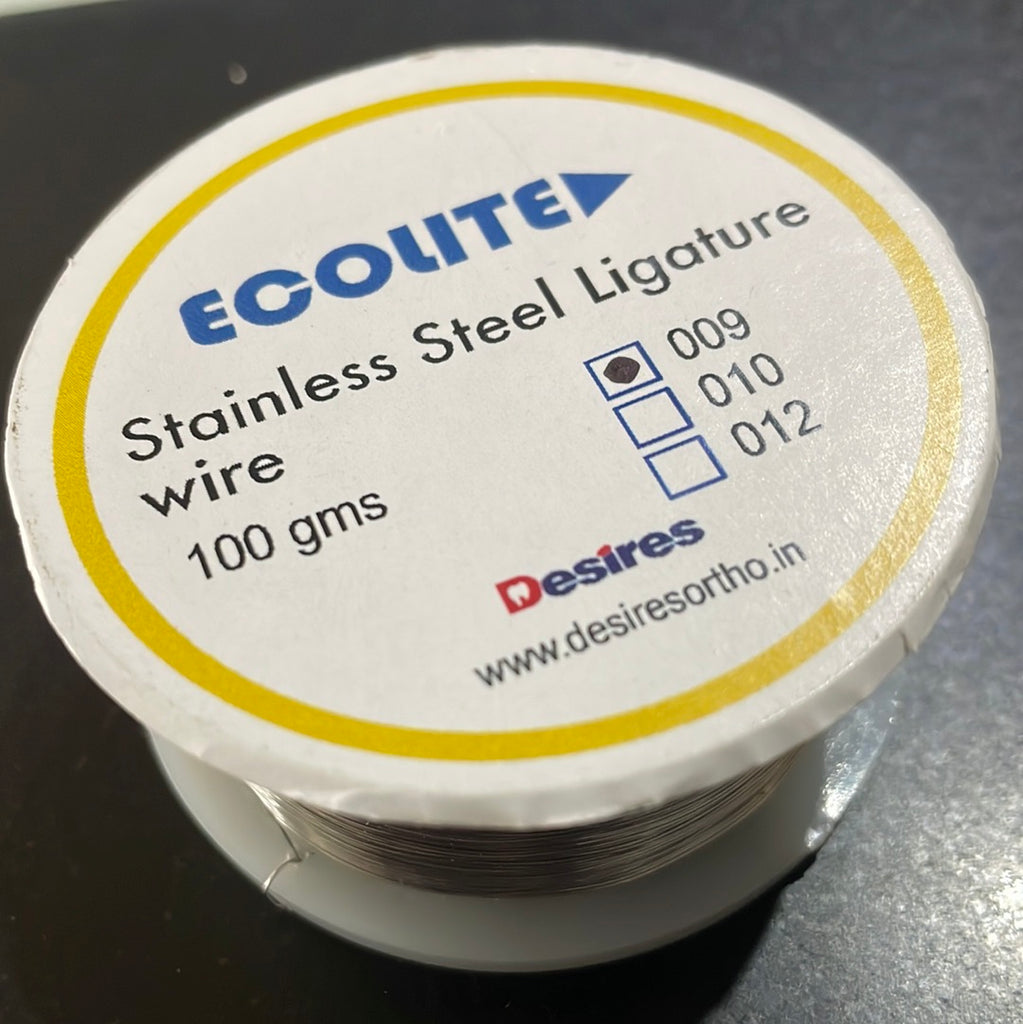 ECOLITE
Stainless Steel Ligature
wire
100 gms
009
010
012
Desires
www.desiresortho.in